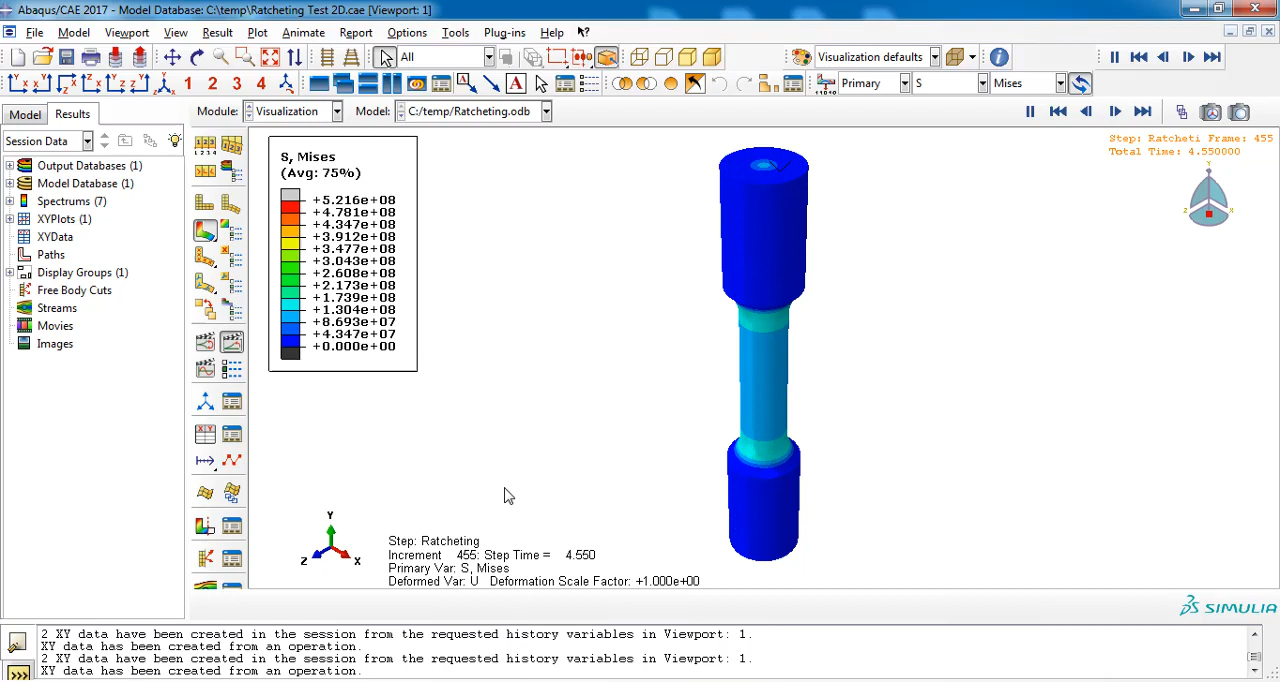 Abaqus/CAE 2017 - Model Database: C:\temp\Ratcheting Test 2D.cae [Viewport: 1]
File Model Viewport View Result Plot Animate Report Options Tools Plug-ins Help
All Visualization defaults
1 2 3 4 A Primary S Mises
Model Results Module: Visualization Model: C:/temp/Ratcheting.odb
Session Data
Output Databases (1)
Model Database (1)
Spectrums (7)
XYPlots (1)
XYData
Paths
Display Groups (1)
Free Body Cuts
Streams
Movies
Images
S, Mises
(Avg: 75%)
+5.216e+08
+4.781e+08
+4.347e+08
+3.912e+08
+3.477e+08
+3.043e+08
+2.608e+08
+2.173e+08
+1.739e+08
+1.304e+08
+8.693e+07
+4.347e+07
+0.000e+00
Step: Ratcheti Frame: 455
Total Time: 4.550000
Y
Z X
Y
Z X
Step: Ratcheting
Increment 455: Step Time = 4.550
Primary Var: S, Mises
Deformed Var: U Deformation Scale Factor: +1.000e+00
SIMULIA
2 XY data have been created in the session from the requested history variables in Viewport: 1.
XY data has been created from an operation.
2 XY data have been created in the session from the requested history variables in Viewport: 1.
XY data has been created from an operation.
>>>